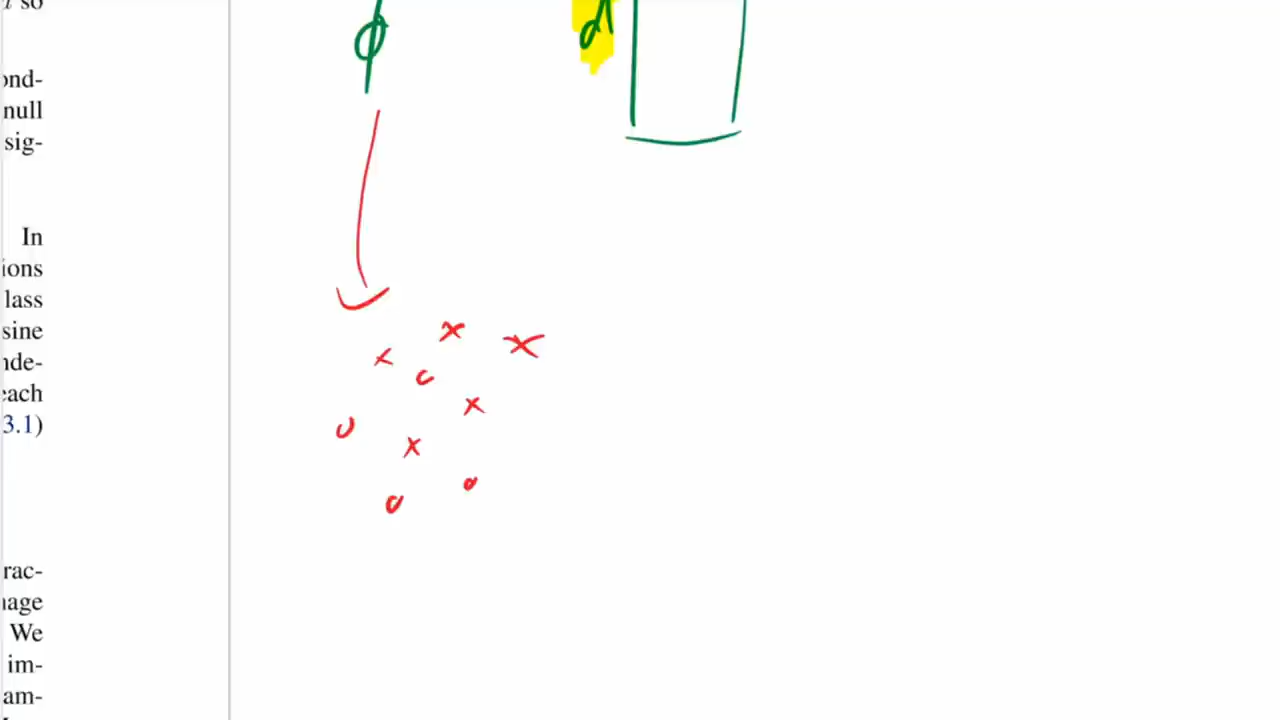 so
ϕ
d
ond-
null
sig-
In
ions
lass
sine
nde-
each
3.1)
x x
x o
x
o x
o o
rac-
nage
We
im-
am-